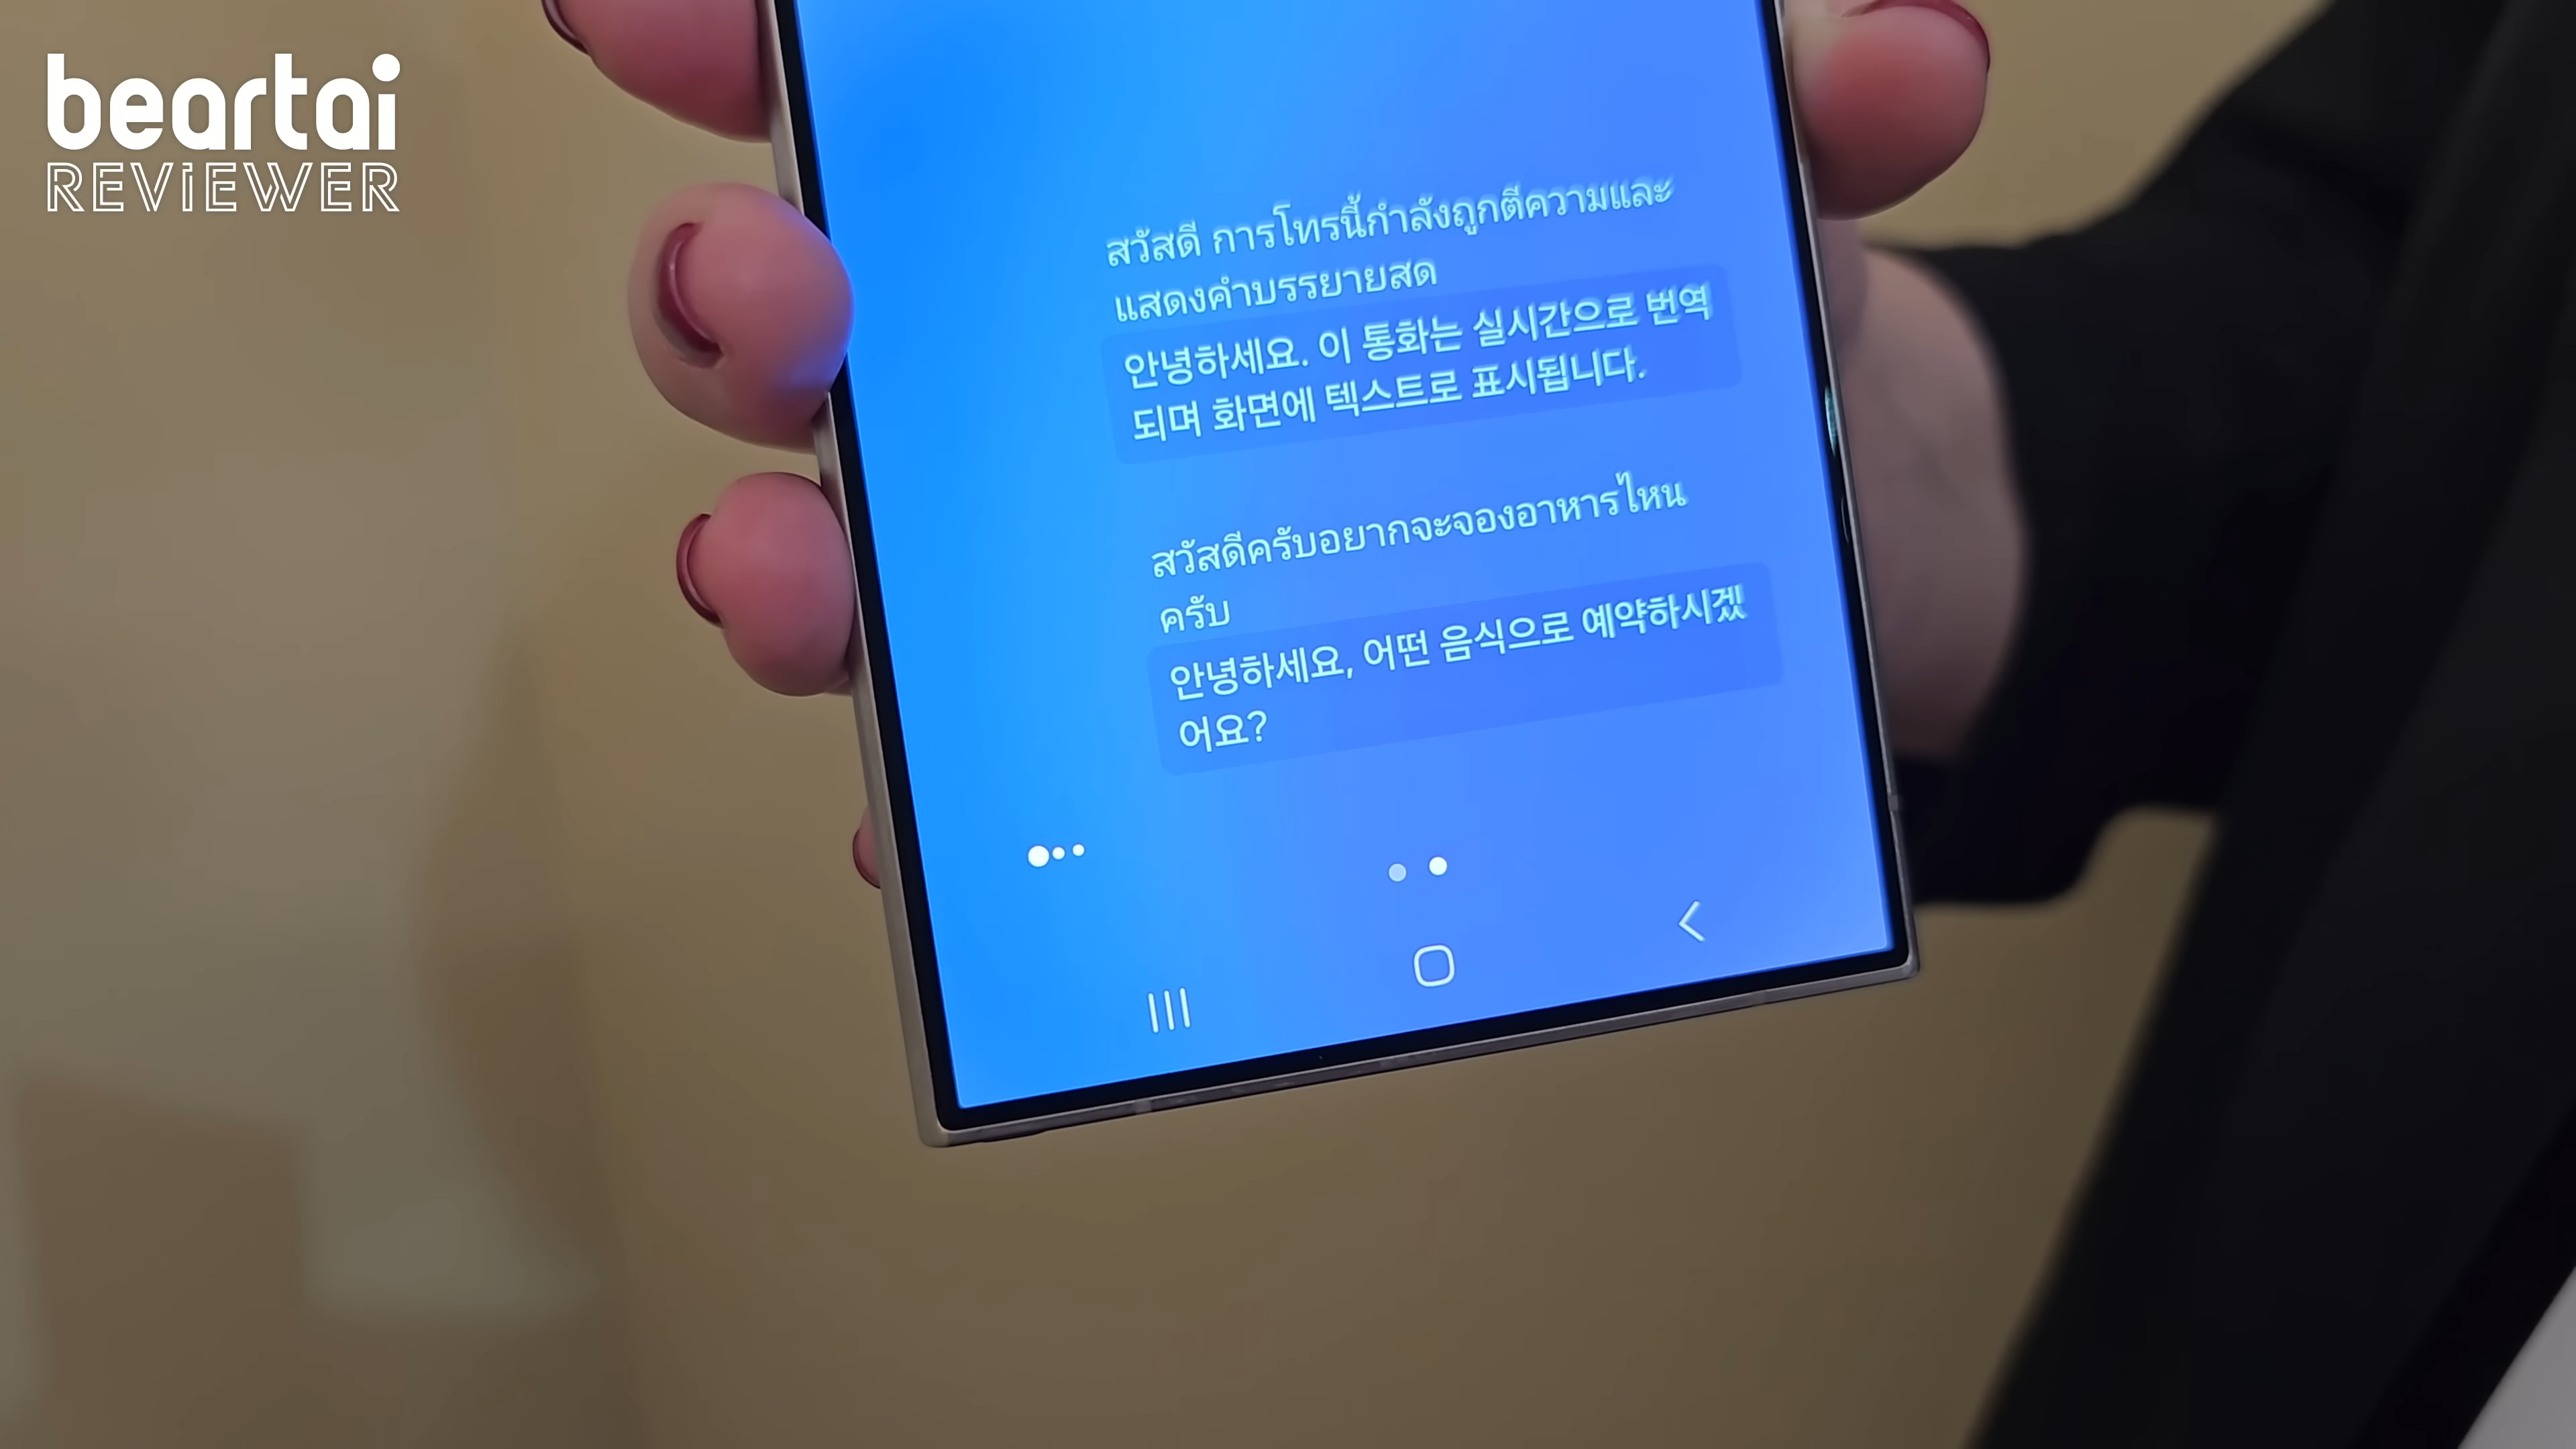 beartai
REViEWER
สวัสดี การโทรนี้กำลังถูกตีความและ
แสดงคำบรรยายสด
안녕하세요. 이 통화는 실시간으로 번역
되며 화면에 텍스트로 표시됩니다.
สวัสดีครับอยากจะจองอาหารไหน
ครับ
안녕하세요, 어떤 음식으로 예약하시겠
어요?